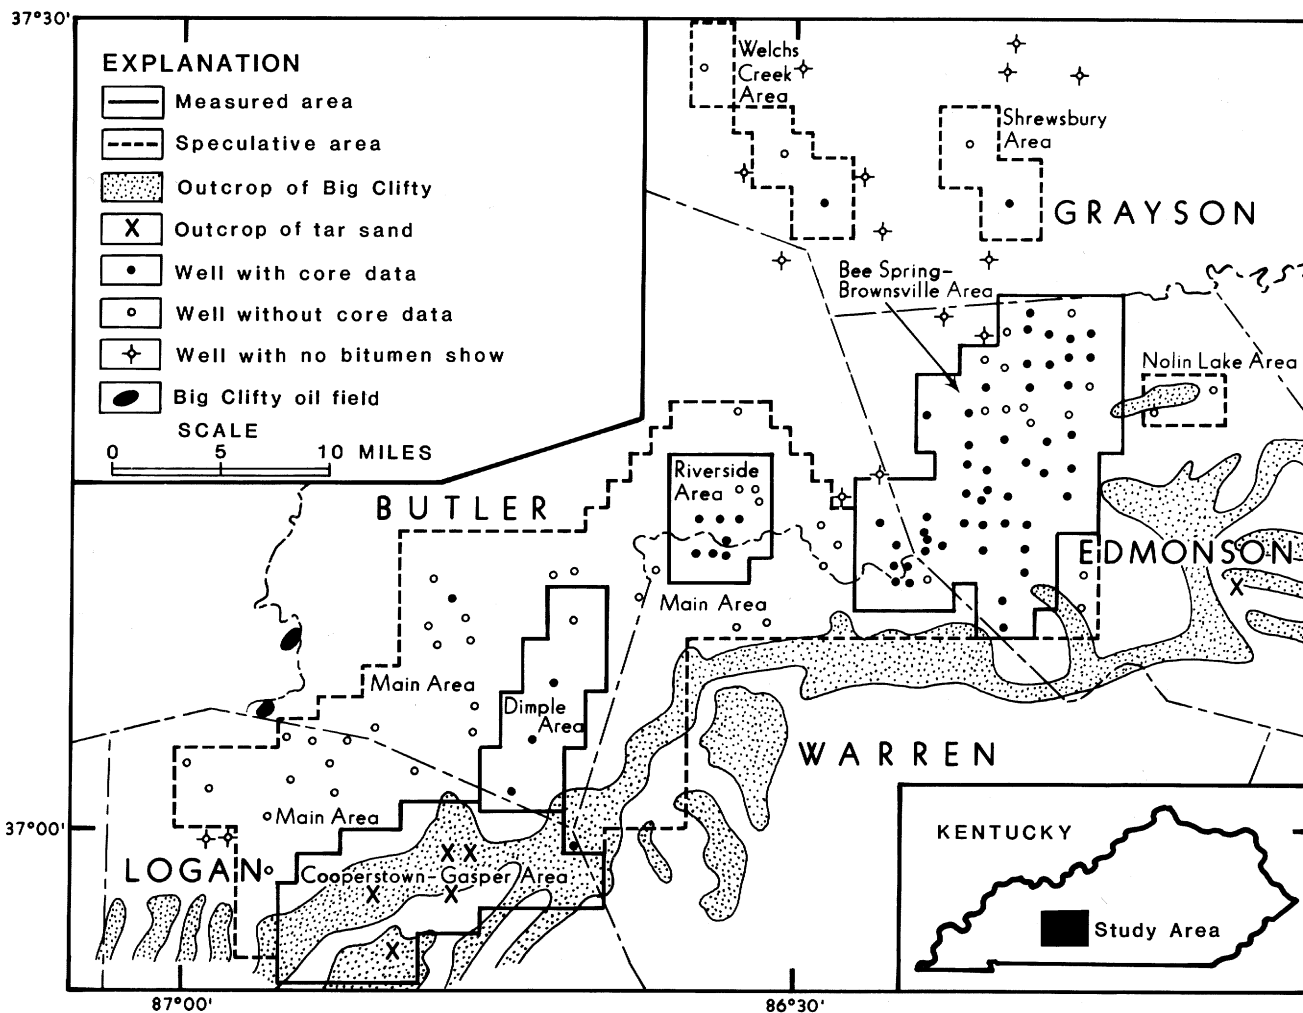 37°30'
EXPLANATION
Measured area
Speculative area
Outcrop of Big Clifty
X Outcrop of tar sand
Well with core data
Well without core data
Well with no bitumen show
Big Clifty oil field
SCALE
0 5 10 MILES
Welchs
Creek
Area
Shrewsbury
Area
GRAYSON
Bee Spring-
Brownsville Area
Nolin Lake Area
Riverside
Area
BUTLER
EDMONSON
X
Main Area
Main Area
Dimple
Area
WARREN
Main Area
37°00'
LOGAN
X X
Cooperstown-Gasper Area
X X
X
KENTUCKY
Study Area
87°00'
86°30'